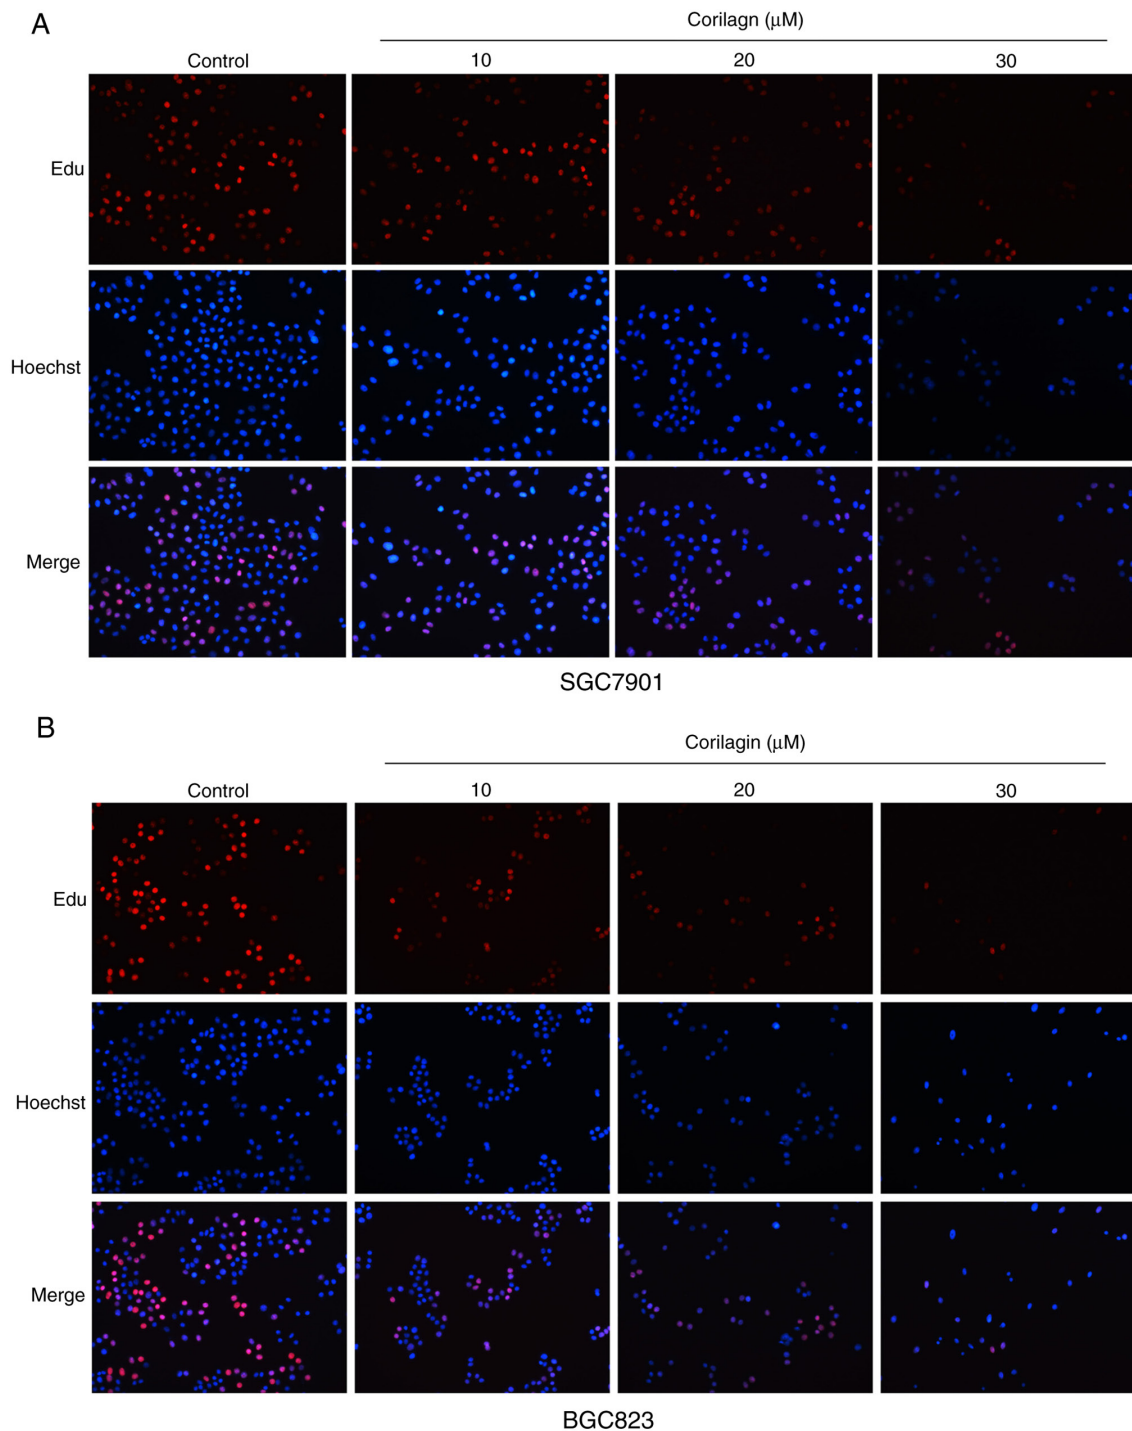 A
Corilagn (μM)
Control 10 20 30
Edu
Hoechst
Merge
SGC7901
B
Corilagin (μM)
Control 10 20 30
Edu
Hoechst
Merge
BGC823